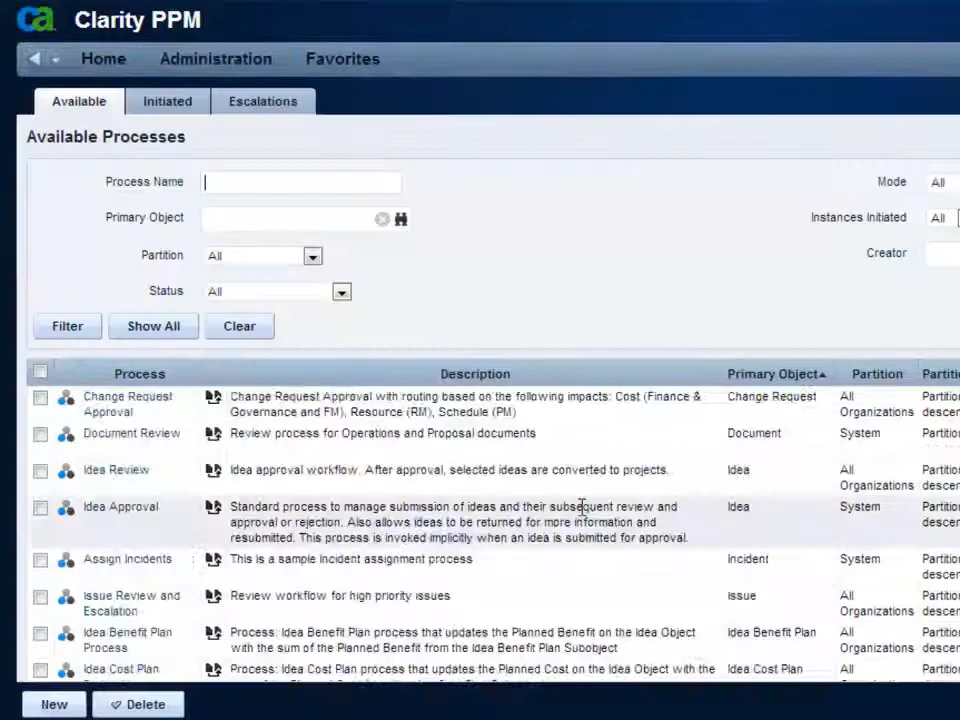 ca Clarity PPM
Home Administration Favorites
Available Initiated Escalations
Available Processes
Process Name Mode All
Primary Object Instances Initiated All
Partition All Creator
Status All
Filter Show All Clear
Process Description Primary Object Partition Partiti
Change Request Change Request Approval with routing based on the following impacts: Cost (Finance & Change Request All Partition
Approval Governance and FM), Resource (RM), Schedule (PM) Organizations descen
Document Review Review process for Operations and Proposal documents Document System Partition
descen
Idea Review Idea approval workflow. After approval, selected ideas are converted to projects. Idea All Partition
Organizations descen
Idea Approval Standard process to manage submission of ideas and their subsequent review and Idea System Partition
approval or rejection. Also allows ideas to be returned for more information and descen
resubmitted. This process is invoked implicitly when an idea is submitted for approval.
Assign Incidents This is a sample Incident assignment process Incident System Partition
descen
Issue Review and Review workflow for high priority issues Issue All Partition
Escalation Organizations descen
Idea Benefit Plan Process: Idea Benefit Plan process that updates the Planned Benefit on the Idea Object Idea Benefit Plan All Partition
Process with the sum of the Planned Benefit from the Idea Benefit Plan Subobject Organizations descen
Idea Cost Plan Process: Idea Cost Plan process that updates the Planned Cost on the Idea Object with the Idea Cost Plan All Partition
New Delete